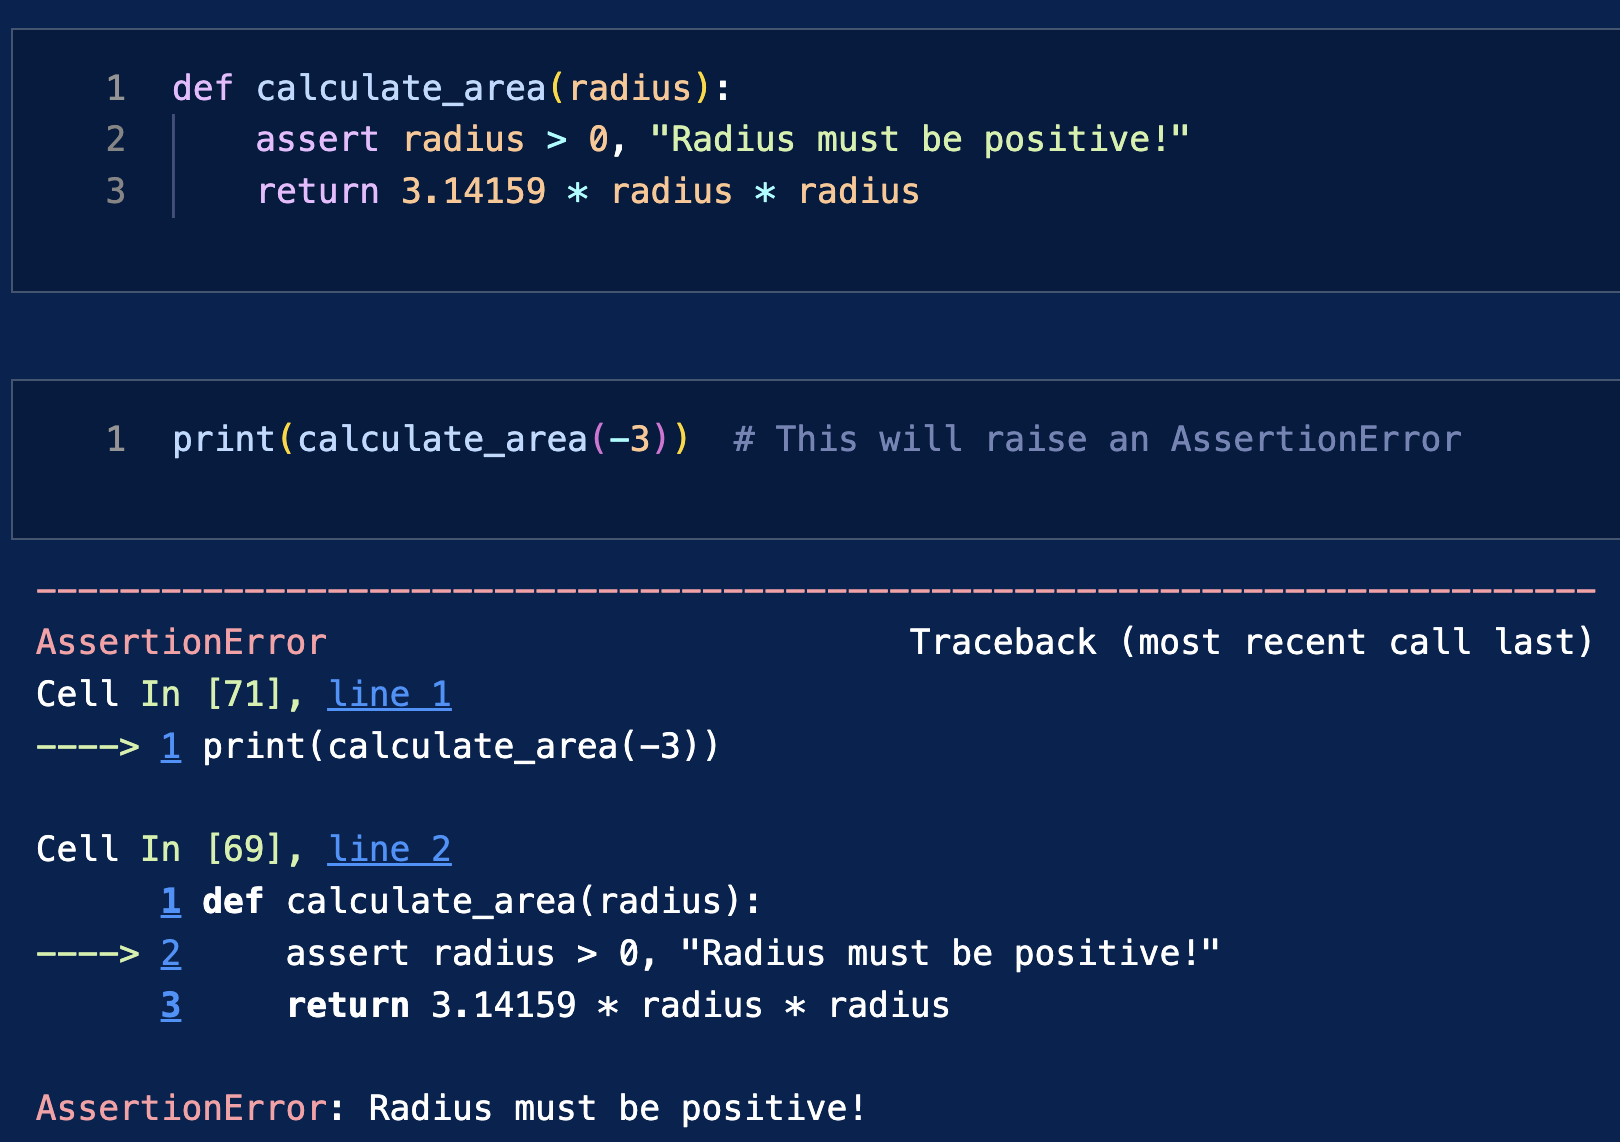 1 def calculate_area(radius):
2     assert radius > 0, "Radius must be positive!"
3     return 3.14159 * radius * radius
1 print(calculate_area(-3))  # This will raise an AssertionError
---------------------------------------------------------------------------
AssertionError                            Traceback (most recent call last)
Cell In [71], line 1
----> 1 print(calculate_area(-3))
Cell In [69], line 2
      1 def calculate_area(radius):
----> 2     assert radius > 0, "Radius must be positive!"
      3     return 3.14159 * radius * radius
AssertionError: Radius must be positive!